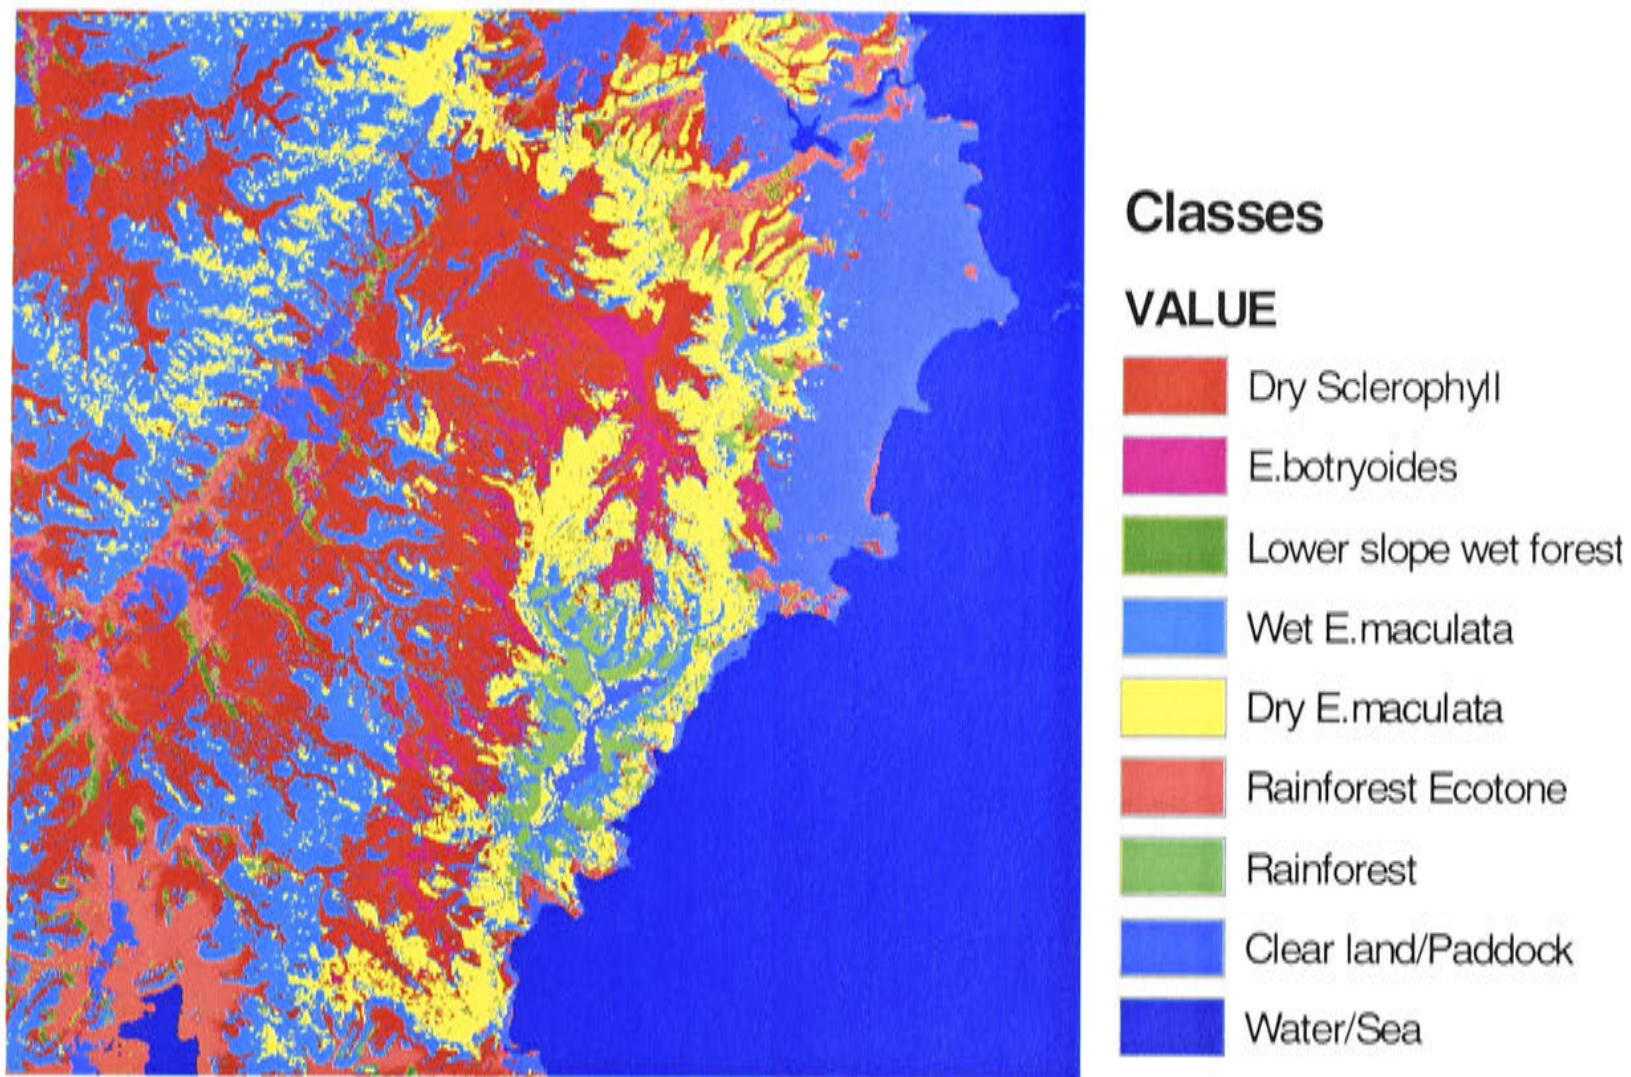 Classes
VALUE
Dry Sclerophyll
E.botryoides
Lower slope wet forest
Wet E.maculata
Dry E.maculata
Rainforest Ecotone
Rainforest
Clear land/Paddock
Water/Sea